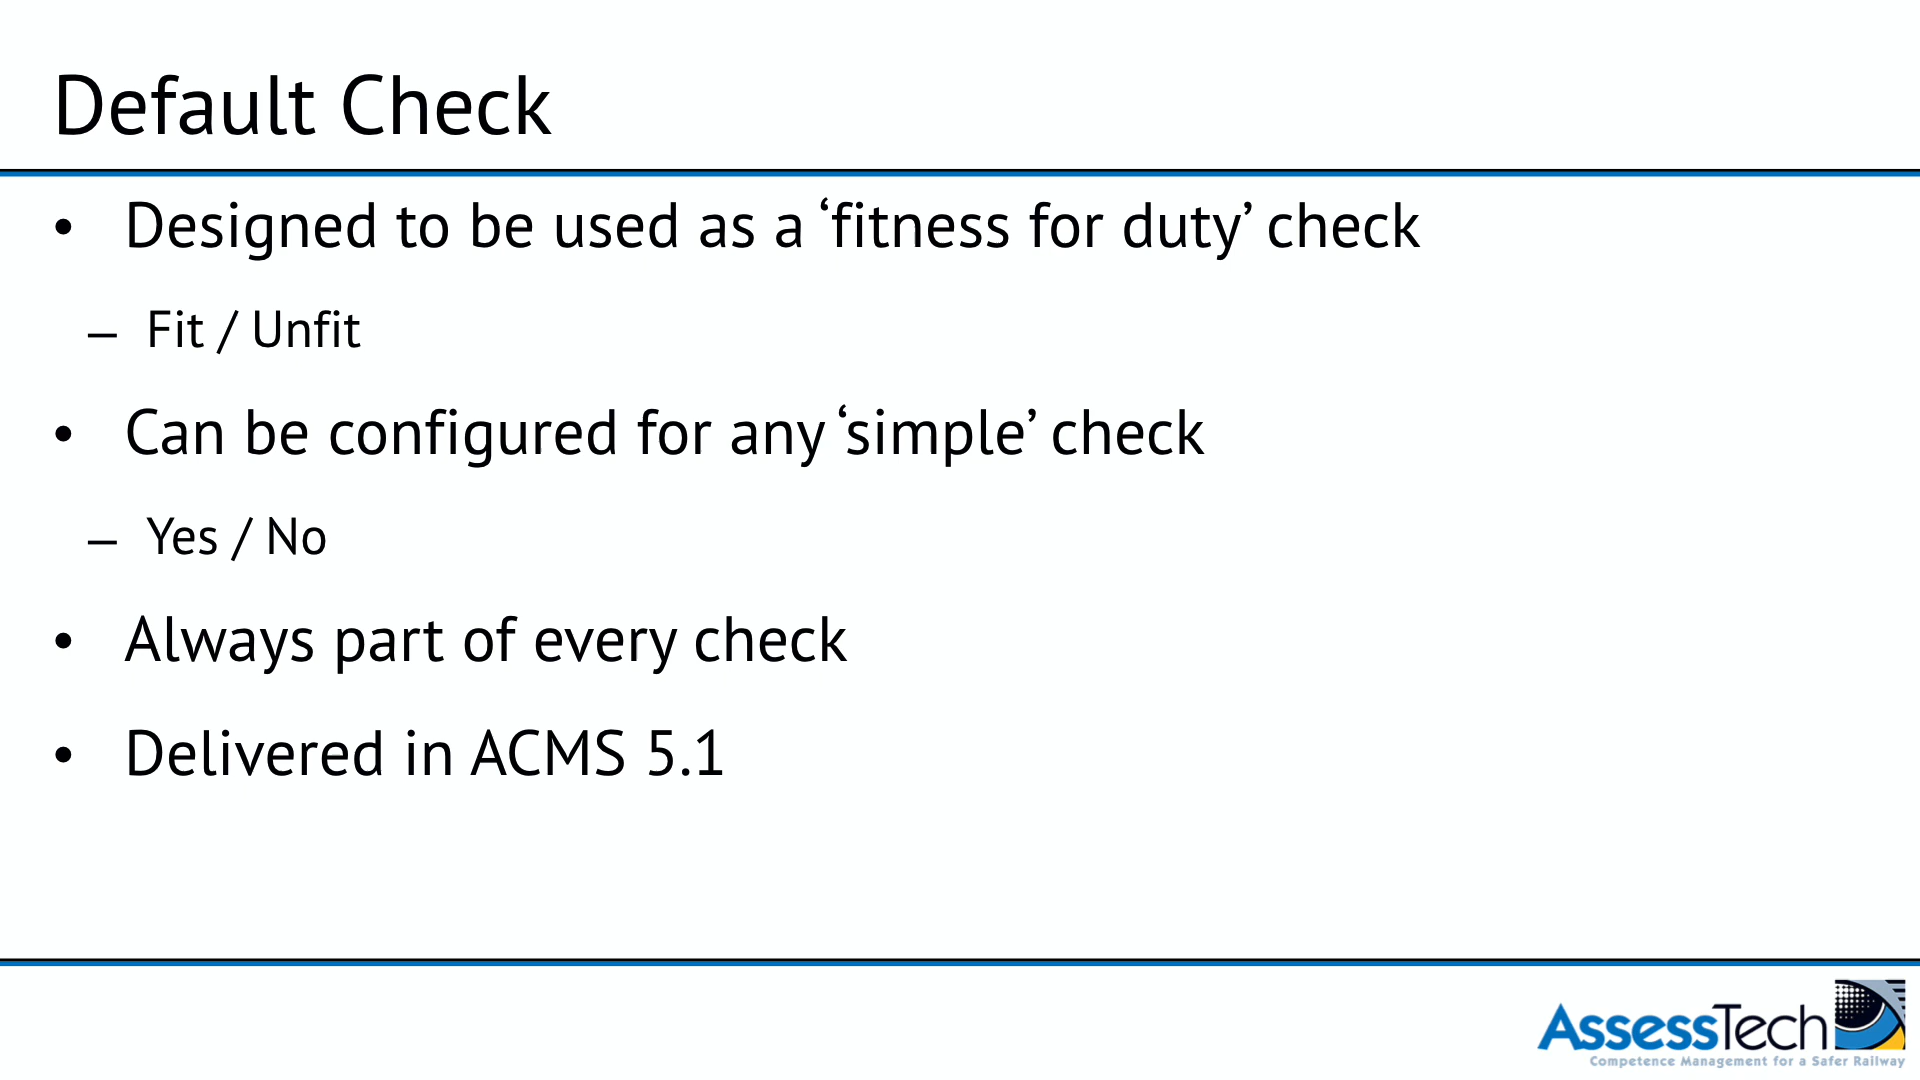 Default Check
• Designed to be used as a ‘fitness for duty’ check
– Fit / Unfit
• Can be configured for any ‘simple’ check
– Yes / No
• Always part of every check
• Delivered in ACMS 5.1
AssessTech
Competence Management for a Safer Railway